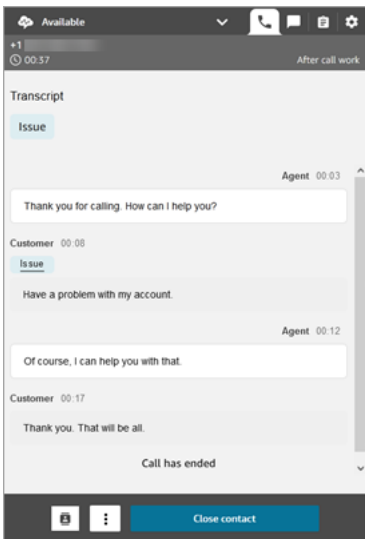 Available
+1
00:37 After call work
Transcript
Issue
Agent 00:03
Thank you for calling. How can I help you?
Customer 00:08
Issue
Have a problem with my account.
Agent 00:12
Of course, I can help you with that.
Customer 00:17
Thank you. That will be all.
Call has ended
Close contact